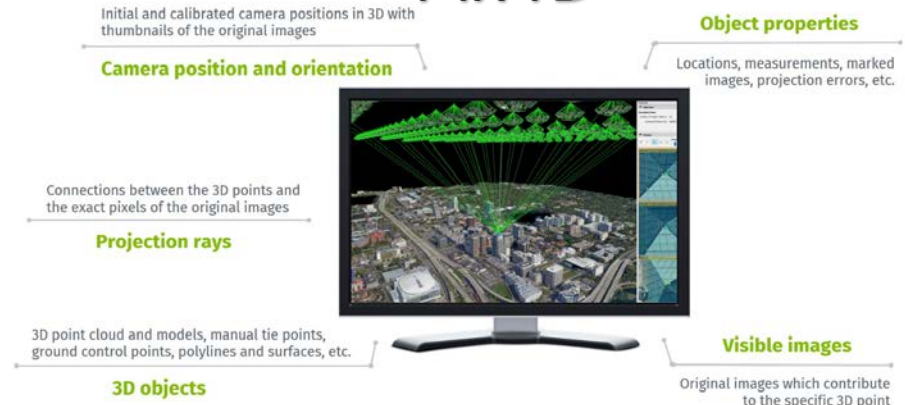 Initial and calibrated camera positions in 3D with
thumbnails of the original images
Camera position and orientation
Object properties
Locations, measurements, marked
images, projection errors, etc.
Connections between the 3D points and
the exact pixels of the original images
Projection rays
3D point cloud and models, manual tie points,
ground control points, polylines and surfaces, etc.
3D objects
Visible images
Original images which contribute
to the specific 3D point